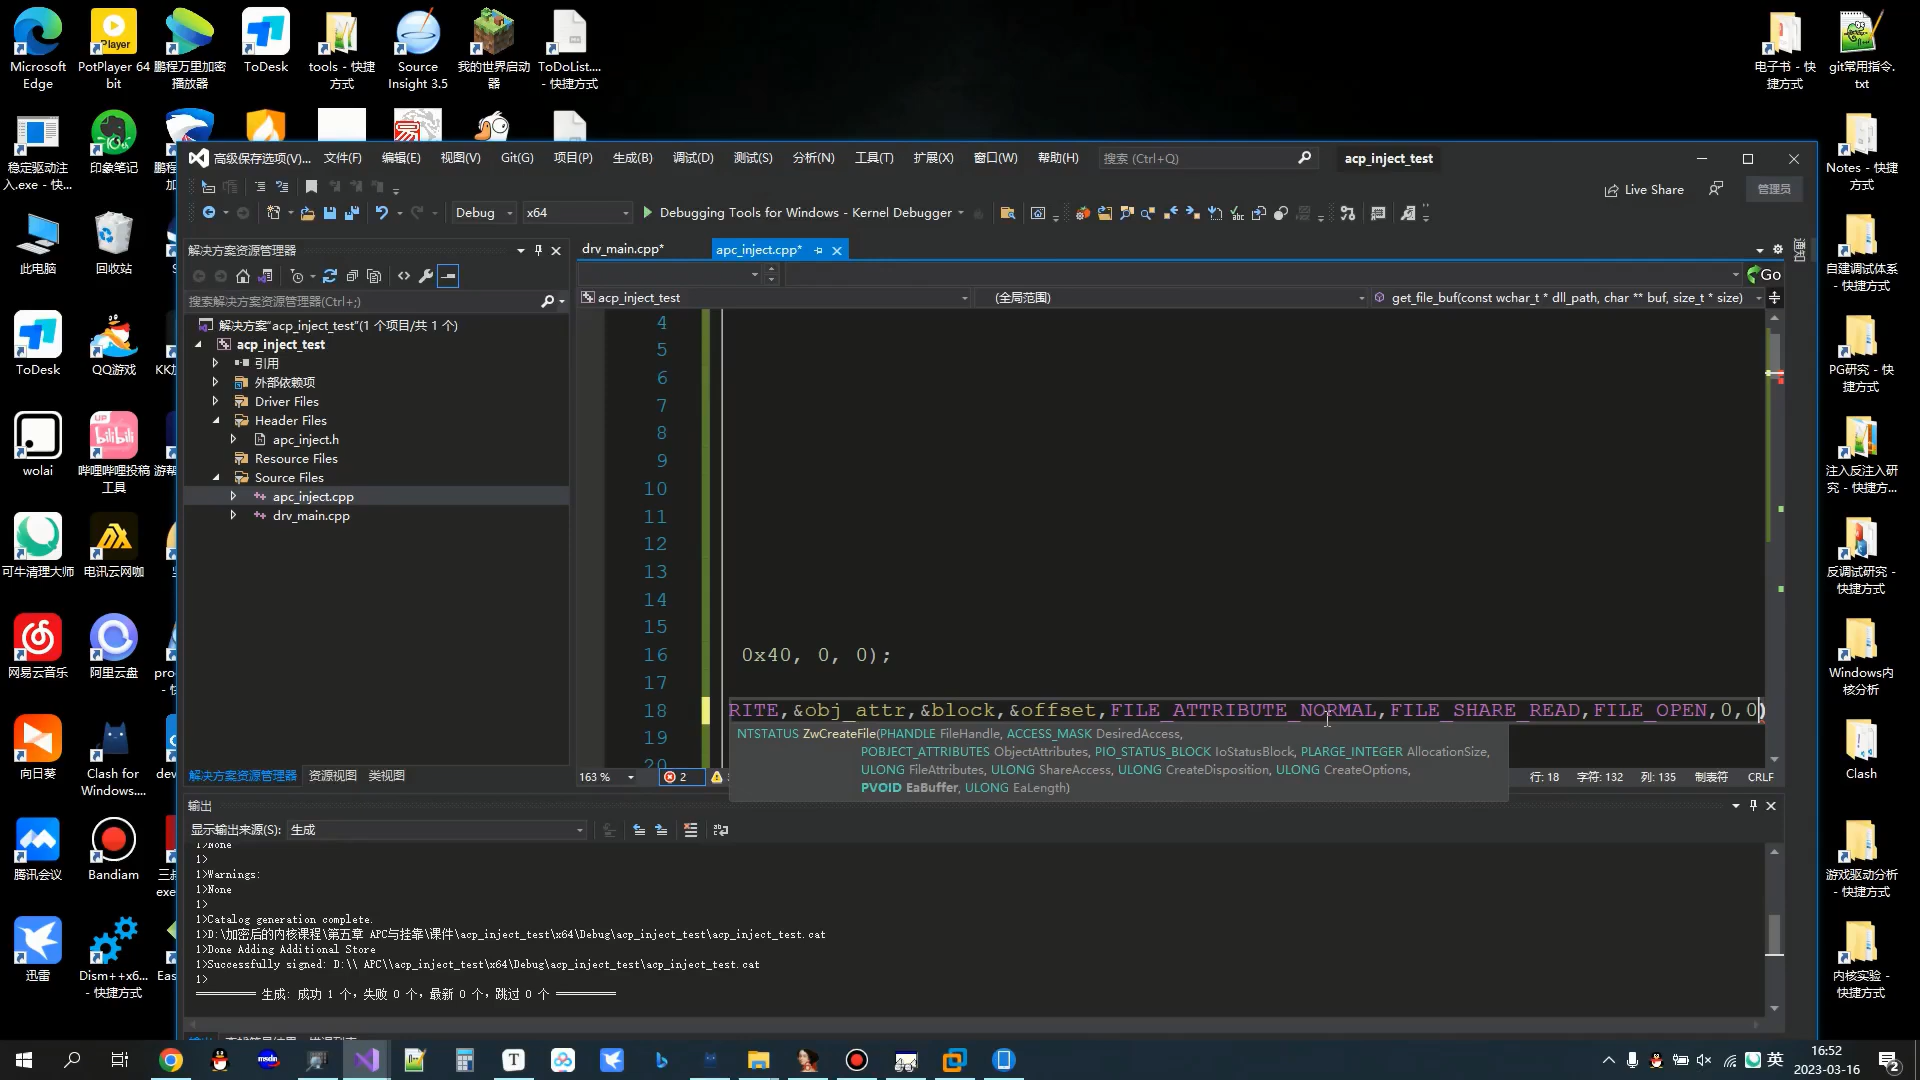 Microsoft Edge
PotPlayer 64 bit
鹏程万里加密播放器
ToDesk
tools - 快捷方式
Source Insight 3.5
我的世界启动器
ToDoList.... - 快捷方式
电子书 - 快捷方式
git常用指令.txt
稳定驱动注入.exe - 快...
印象笔记
Notes - 快捷方式
此电脑
回收站
自建调试体系 - 快捷方式
ToDesk
QQ游戏
PG研究 - 快捷方式
wolai
哔哩哔哩投稿工具
注入反注入研究 - 快捷方...
可牛清理大师
电讯云网咖
反调试研究 - 快捷方式
网易云音乐
阿里云盘
Windows内核分析
向日葵
Clash for Windows....
Clash
腾讯会议
Bandiam
游戏驱动分析 - 快捷方式
迅雷
Dism++x6... - 快捷方式
内核实验 - 快捷方式
高级保存选项(V)... 文件(F) 编辑(E) 视图(V) Git(G) 项目(P) 生成(B) 调试(D) 测试(S) 分析(N) 工具(T) 扩展(X) 窗口(W) 帮助(H) 搜索 (Ctrl+Q) acp_inject_test
Live Share 管理员
Debug x64 Debugging Tools for Windows - Kernel Debugger
解决方案资源管理器
drv_main.cpp* apc_inject.cpp*
通知
Go
搜索解决方案资源管理器(Ctrl+;)
acp_inject_test (全局范围) get_file_buf(const wchar_t * dll_path, char ** buf, size_t * size)
解决方案"acp_inject_test"(1 个项目/共 1 个)
acp_inject_test
引用
外部依赖项
Driver Files
Header Files
apc_inject.h
Resource Files
Source Files
apc_inject.cpp
drv_main.cpp
4
5
6
7
8
9
10
11
12
13
14
15
16 0x40, 0, 0);
17
18 RITE,&obj_attr,&block,&offset,FILE_ATTRIBUTE_NORMAL,FILE_SHARE_READ,FILE_OPEN,0,0)
19
20
NTSTATUS ZwCreateFile(PHANDLE FileHandle, ACCESS_MASK DesiredAccess,
POBJECT_ATTRIBUTES ObjectAttributes, PIO_STATUS_BLOCK IoStatusBlock, PLARGE_INTEGER AllocationSize,
ULONG FileAttributes, ULONG ShareAccess, ULONG CreateDisposition, ULONG CreateOptions,
PVOID EaBuffer, ULONG EaLength)
解决方案资源管理器 资源视图 类视图
163 % 2 行: 18 字符: 132 列: 135 制表符 CRLF
输出
显示输出来源(S): 生成
1>None
1>
1>Warnings:
1>None
1>
1>Catalog generation complete.
1>D:\加密后的内核课程\第五章 APC与挂靠\课件\acp_inject_test\x64\Debug\acp_inject_test\acp_inject_test.cat
1>Done Adding Additional Store
1>Successfully signed: D:\\ APC\\acp_inject_test\x64\Debug\acp_inject_test\acp_inject_test.cat
1>
========== 生成: 成功 1 个，失败 0 个，最新 0 个，跳过 0 个 ==========
英
16:52
2023-03-16
2